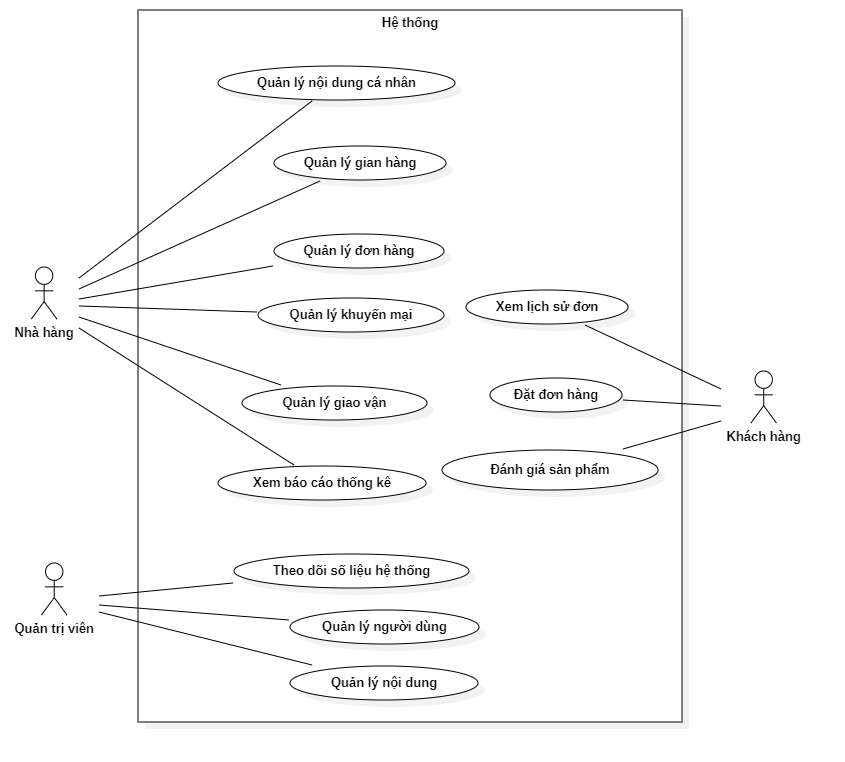 Hệ thống
Quản lý nội dung cá nhân
Quản lý gian hàng
Quản lý đơn hàng
Quản lý khuyến mại
Quản lý giao vận
Xem báo cáo thống kê
Nhà hàng
Xem lịch sử đơn
Đặt đơn hàng
Đánh giá sản phẩm
Khách hàng
Theo dõi số liệu hệ thống
Quản lý người dùng
Quản lý nội dung
Quản trị viên